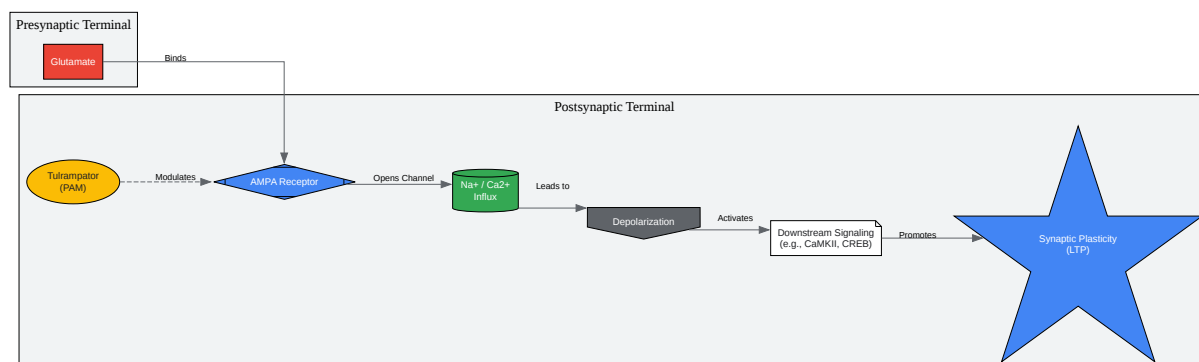 Presynaptic Terminal
Glutamate
Binds
Postsynaptic Terminal
Tulrampator
(PAM)
Modulates
AMPA Receptor
Opens Channel
Na+ / Ca2+
Influx
Leads to
Depolarization
Activates
Downstream Signaling
(e.g., CaMKII, CREB)
Promotes
Synaptic Plasticity
(LTP)